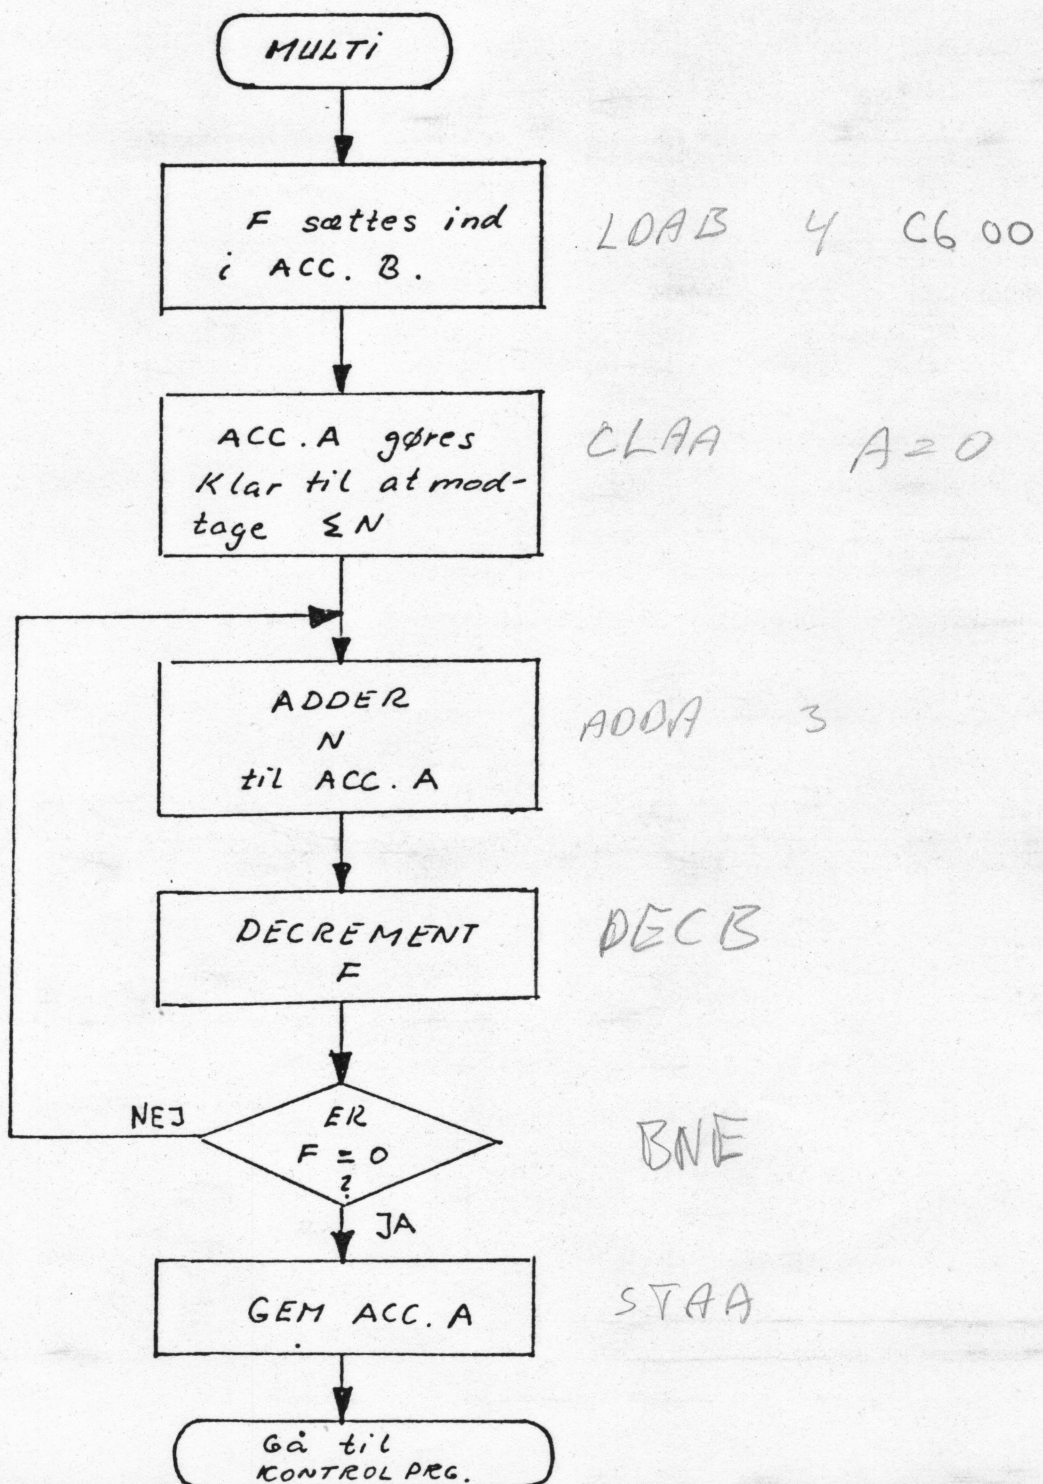 MULTi
F sættes ind
i ACC. B.
LDAB 4 C6 00
ACC. A gøres
Klar til at mod-
tage ΣN
CLAA A=0
ADDER
N
til ACC. A
ADDA 3
DECREMENT
F
DECB
NEJ
ER
F = 0
?
BNE
JA
GEM ACC. A
STAA
Gå til
KONTROL PRG.